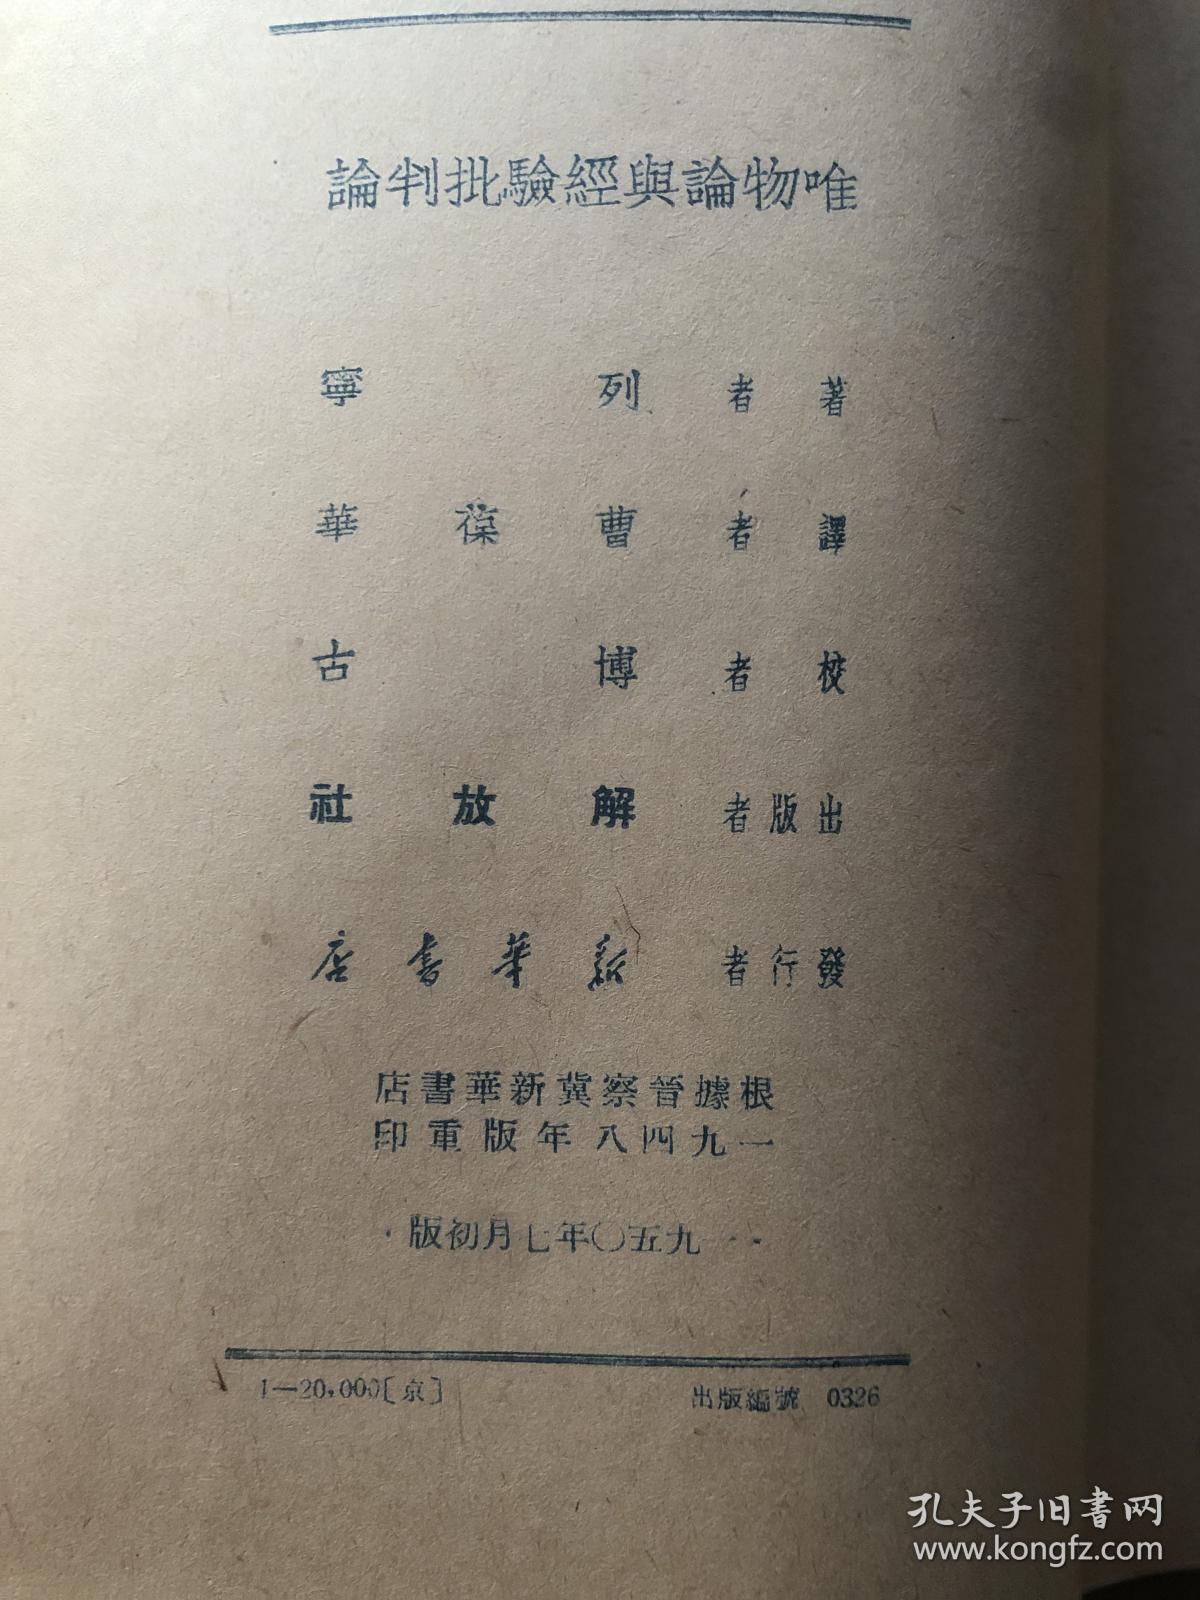 唯物論與經驗批判論
著者 列寧
譯者 曹葆華
校者 博古
出版者 解放社
發行者 新華書店
根據晉察冀新華書店
一九四八年版重印
一九五〇年七月初版
1—20,000[京]
出版編號 0326
孔夫子旧书网
www.kongfz.com